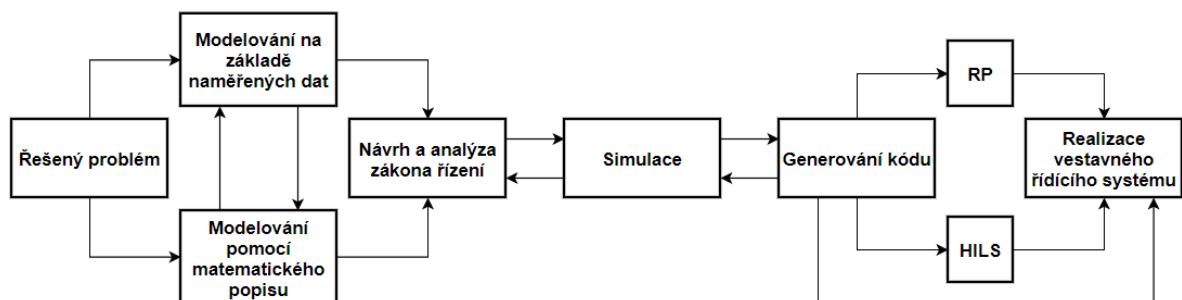 Řešený problém
Modelování na
základě
naměřených dat
Modelování
pomocí
matematického
popisu
Návrh a analýza
zákona řízení
Simulace
Generování kódu
RP
HILS
Realizace
vestavného
řídícího systému